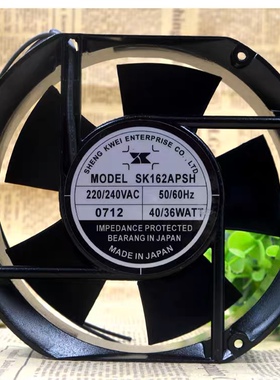 SHENG KWEI ENTERPRISE CO., LTD.
MODEL SK162APSH
220/240VAC 50/60Hz
0712 40/36WATT
IMPEDANCE PROTECTED
BEARANG IN JAPAN
MADE IN JAPAN